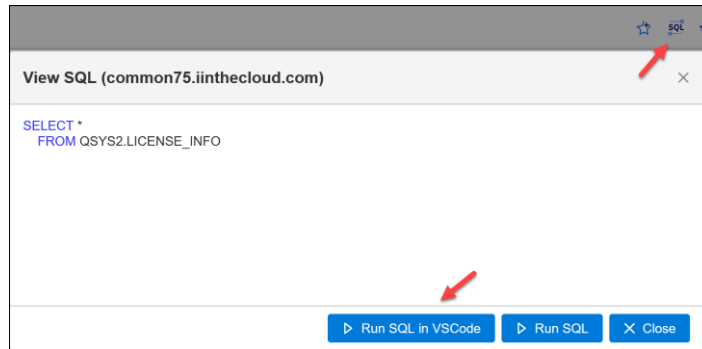 SQL
View SQL (common75.iinthecloud.com)
SELECT *
FROM QSYS2.LICENSE_INFO
Run SQL in VSCode
Run SQL
Close